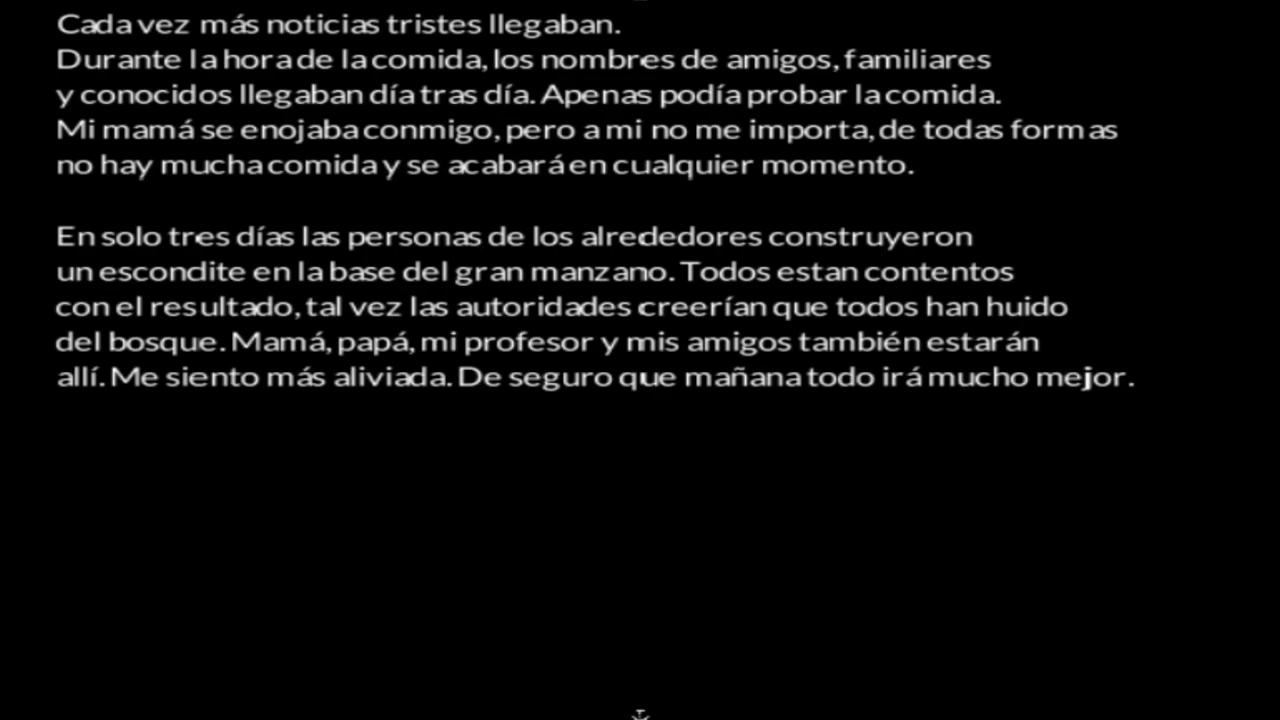 Cada vez más noticias tristes llegaban.
Durante la hora de la comida, los nombres de amigos, familiares
y conocidos llegaban día tras día. Apenas podía probar la comida.
Mi mamá se enojaba conmigo, pero a mi no me importa, de todas formas
no hay mucha comida y se acabará en cualquier momento.
En solo tres días las personas de los alrededores construyeron
un escondite en la base del gran manzano. Todos estan contentos
con el resultado, tal vez las autoridades creerían que todos han huido
del bosque. Mamá, papá, mi profesor y mis amigos también estarán
allí. Me siento más aliviada. De seguro que mañana todo irá mucho mejor.